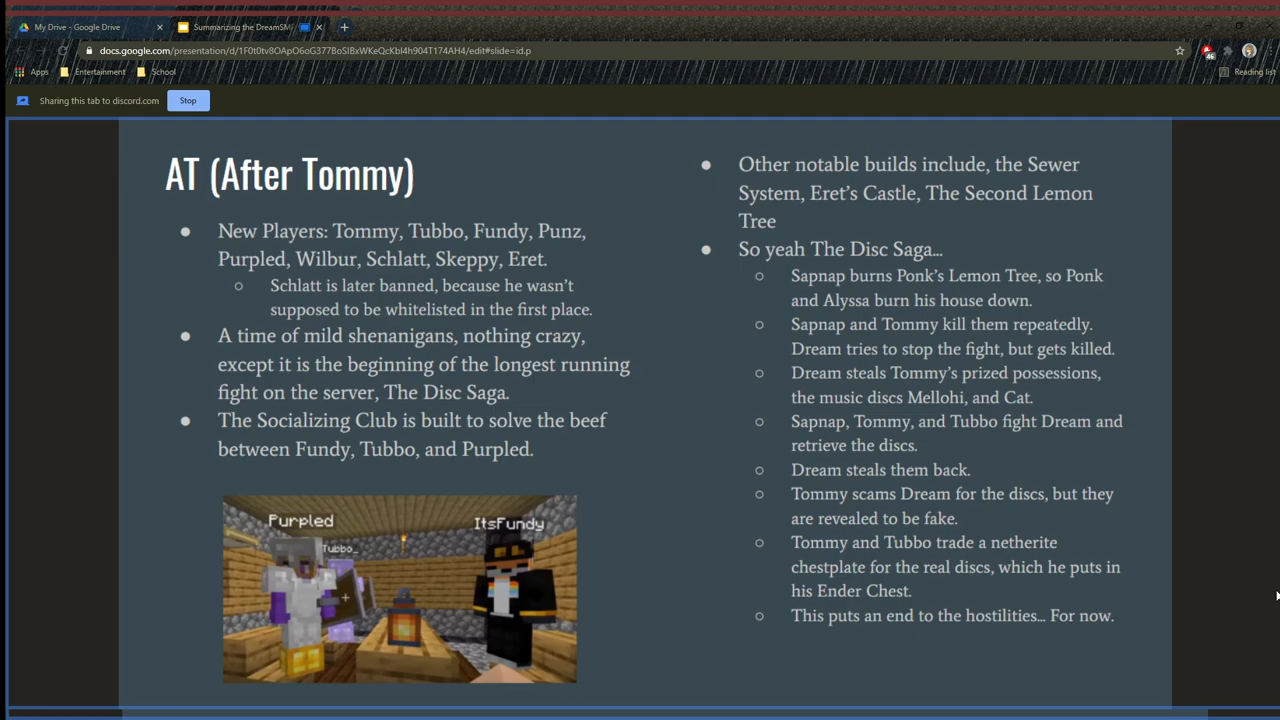 My Drive - Google Drive
Summarizing the DreamSM
docs.google.com/presentation/d/1F0t0tv8OApO6oG377BoSIBxWKeQcKbl4h904T174AH4/edit#slide=id.p
46
Apps
Entertainment
School
Reading list
Sharing this tab to discord.com
Stop
AT (After Tommy)
New Players: Tommy, Tubbo, Fundy, Punz,
Purpled, Wilbur, Schlatt, Skeppy, Eret.
Schlatt is later banned, because he wasn't
supposed to be whitelisted in the first place.
A time of mild shenanigans, nothing crazy,
except it is the beginning of the longest running
fight on the server, The Disc Saga.
The Socializing Club is built to solve the beef
between Fundy, Tubbo, and Purpled.
Purpled
Tubbo_
ItsFundy
Other notable builds include, the Sewer
System, Eret's Castle, The Second Lemon
Tree
So yeah The Disc Saga...
Sapnap burns Ponk's Lemon Tree, so Ponk
and Alyssa burn his house down.
Sapnap and Tommy kill them repeatedly.
Dream tries to stop the fight, but gets killed.
Dream steals Tommy's prized possessions,
the music discs Mellohi, and Cat.
Sapnap, Tommy, and Tubbo fight Dream and
retrieve the discs.
Dream steals them back.
Tommy scams Dream for the discs, but they
are revealed to be fake.
Tommy and Tubbo trade a netherite
chestplate for the real discs, which he puts in
his Ender Chest.
This puts an end to the hostilities... For now.